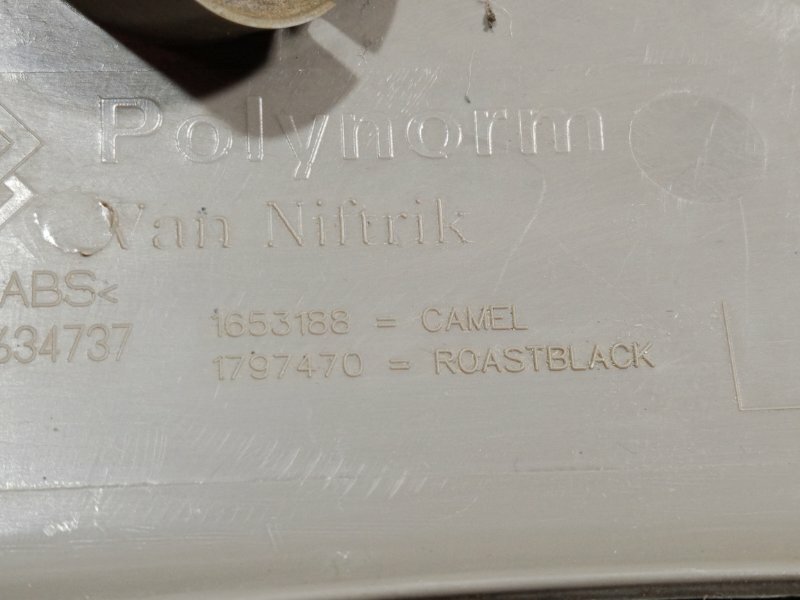 Polynorm
Van Niftrik
ABS<
634737
1653188 = CAMEL
1797470 = ROASTBLACK